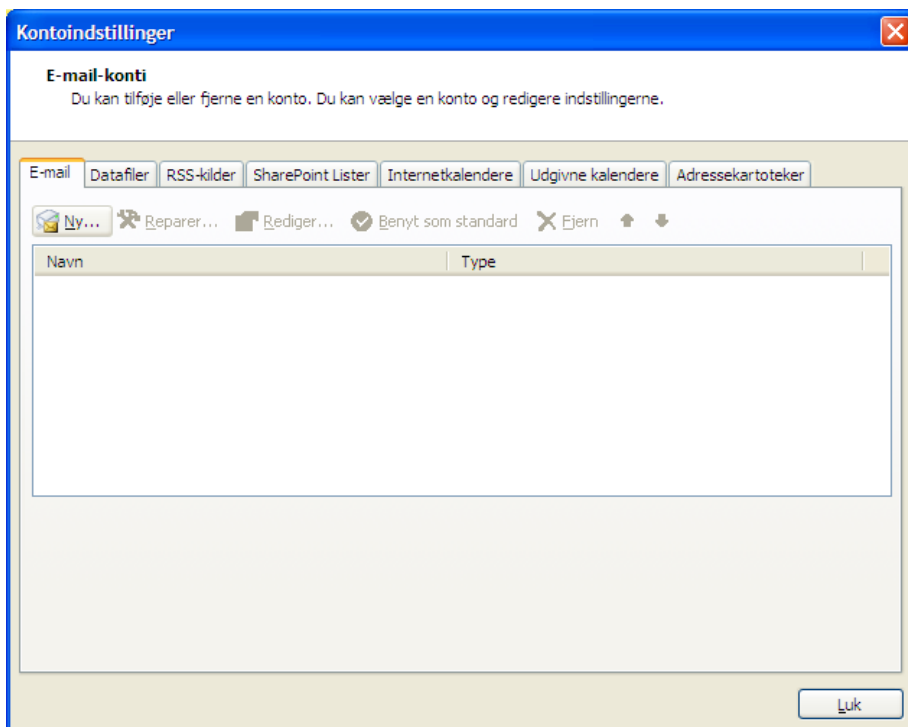 Kontoindstillinger
E-mail-konti
Du kan tilføje eller fjerne en konto. Du kan vælge en konto og redigere indstillingerne.
E-mail Datafiler RSS-kilder SharePoint Lister Internetkalendere Udgivne kalendere Adressekartoteker
Ny... Reparer... Rediger... Benyt som standard Fjern
Navn Type
Luk